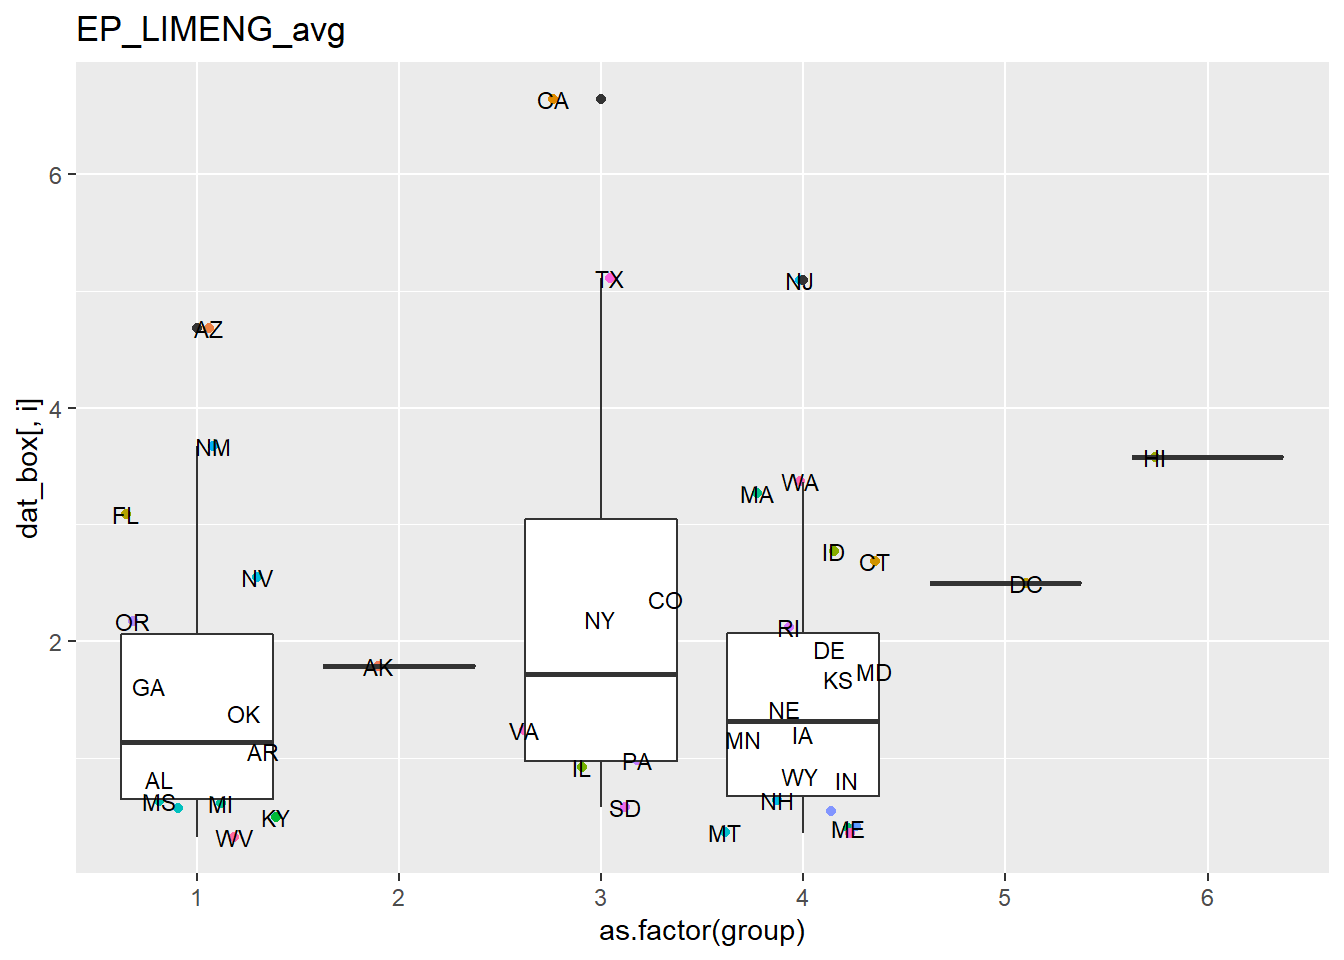 EP_LIMENG_avg
dat_box[, i]
6
4
2
CA
TX
NJ
AZ
NM
WA
MA
HI
FL
ID
CT
NV
DC
CO
OR
NY
RI
DE
MD
KS
AK
GA
OK
NE
VA
IA
MN
AR
PA
IL
AL
WY
IN
MS
MI
NH
SD
KY
WV
MT
ME
1 2 3 4 5 6
as.factor(group)